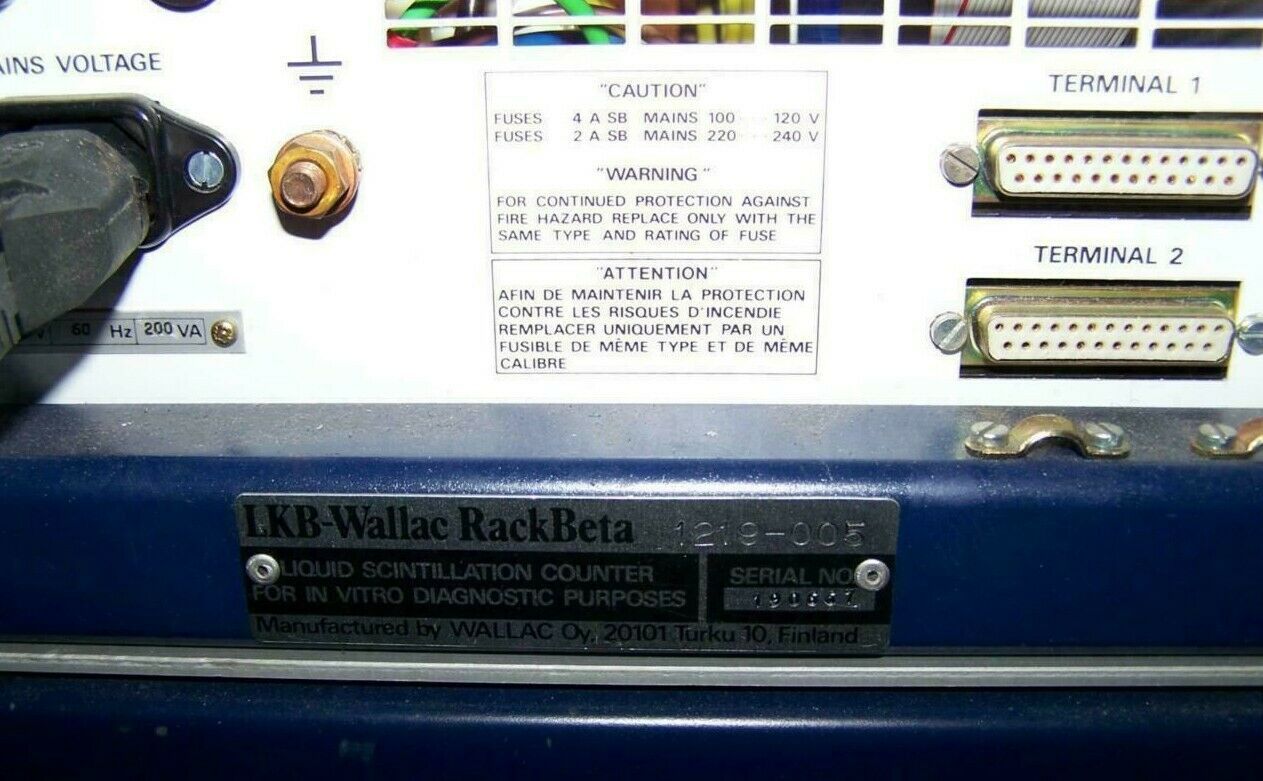 AINS VOLTAGE
"CAUTION"
FUSES 4 A SB MAINS 100 ... 120 V
FUSES 2 A SB MAINS 220 ... 240 V
"WARNING"
FOR CONTINUED PROTECTION AGAINST
FIRE HAZARD REPLACE ONLY WITH THE
SAME TYPE AND RATING OF FUSE
"ATTENTION"
AFIN DE MAINTENIR LA PROTECTION
CONTRE LES RISQUES D'INCENDIE
REMPLACER UNIQUEMENT PAR UN
FUSIBLE DE MÊME TYPE ET DE MÊME
CALIBRE
TERMINAL 1
TERMINAL 2
V 60 Hz 200 VA
LKB-Wallac RackBeta 1219-005
LIQUID SCINTILLATION COUNTER
FOR IN VITRO DIAGNOSTIC PURPOSES
SERIAL NO
Manufactured by WALLAC Oy, 20101 Turku 10, Finland